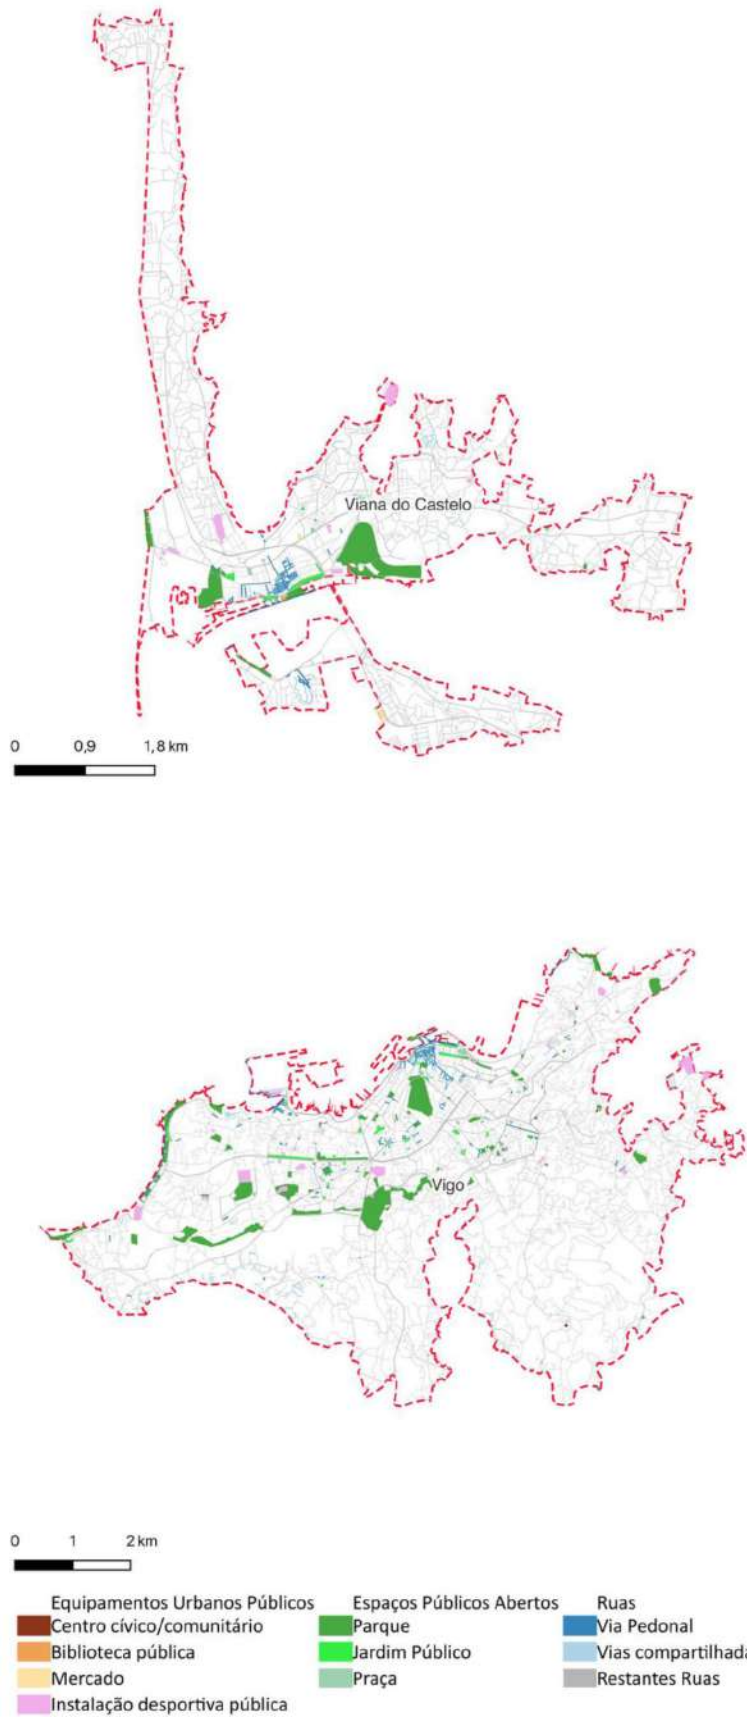 Viana do Castelo
0 0,9 1,8 km
Vigo
0 1 2 km
Equipamentos Urbanos Públicos Espaços Públicos Abertos Ruas
Centro cívico/comunitário Parque Via Pedonal
Biblioteca pública Jardim Público Vias compartilhada
Mercado Praça Restantes Ruas
Instalação desportiva pública